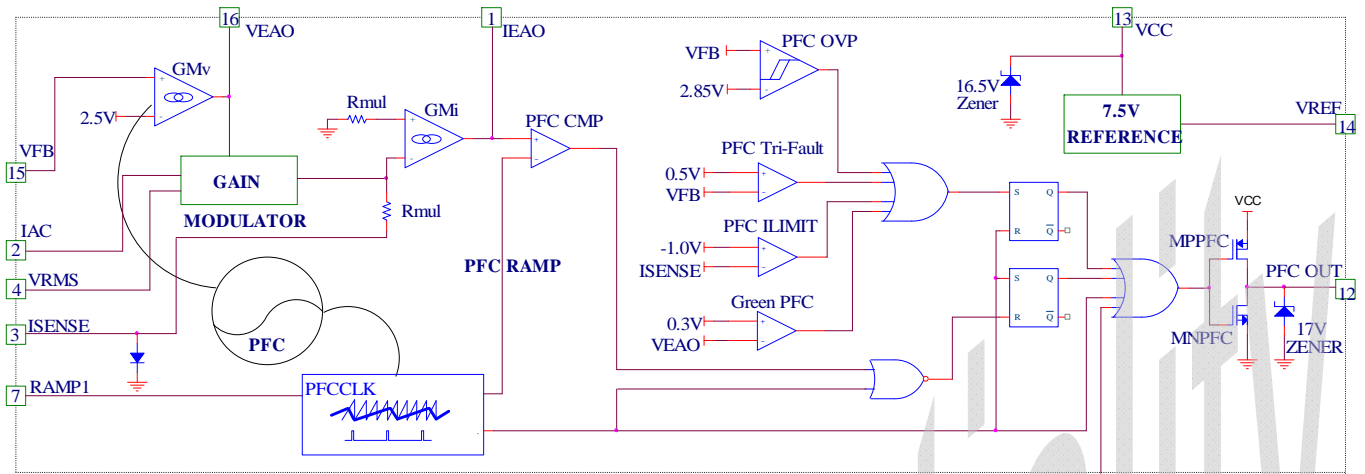 16
VEAO
1
IEAO
13
VCC
GMv
+
-
2.5V
VFB
15
GAIN
MODULATOR
IAC
2
VRMS
4
ISENSE
3
RAMP1
7
Rmul
GMi
+
-
Rmul
PFC CMP
+
-
PFC RAMP
PFC
PFCCLK
PFC OVP
VFB
2.85V
+
-
PFC Tri-Fault
0.5V
VFB
+
-
PFC ILIMIT
-1.0V
ISENSE
+
-
Green PFC
0.3V
VEAO
+
-
S Q
R Q
S Q
R Q
16.5V
Zener
7.5V
REFERENCE
VREF
14
VCC
MPPFC
PFC OUT
12
MNPFC
17V
ZENER